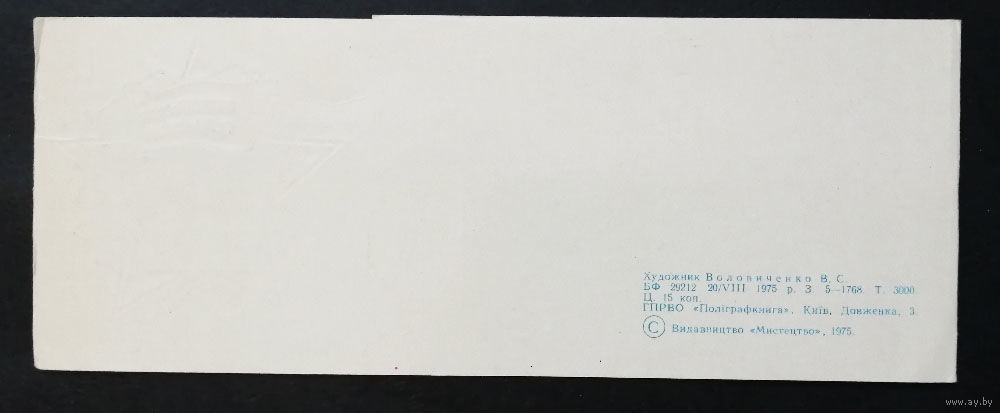 Художник Воловиченко В. С.
БФ 29212 20/VIII 1975 р. З. 5—1768. Т. 3000.
Ц. 15 коп.
ГПРВО «Поліграфкнига». Київ, Довженка, 3.
© Видавництво «Мистецтво», 1975.
www.ay.by